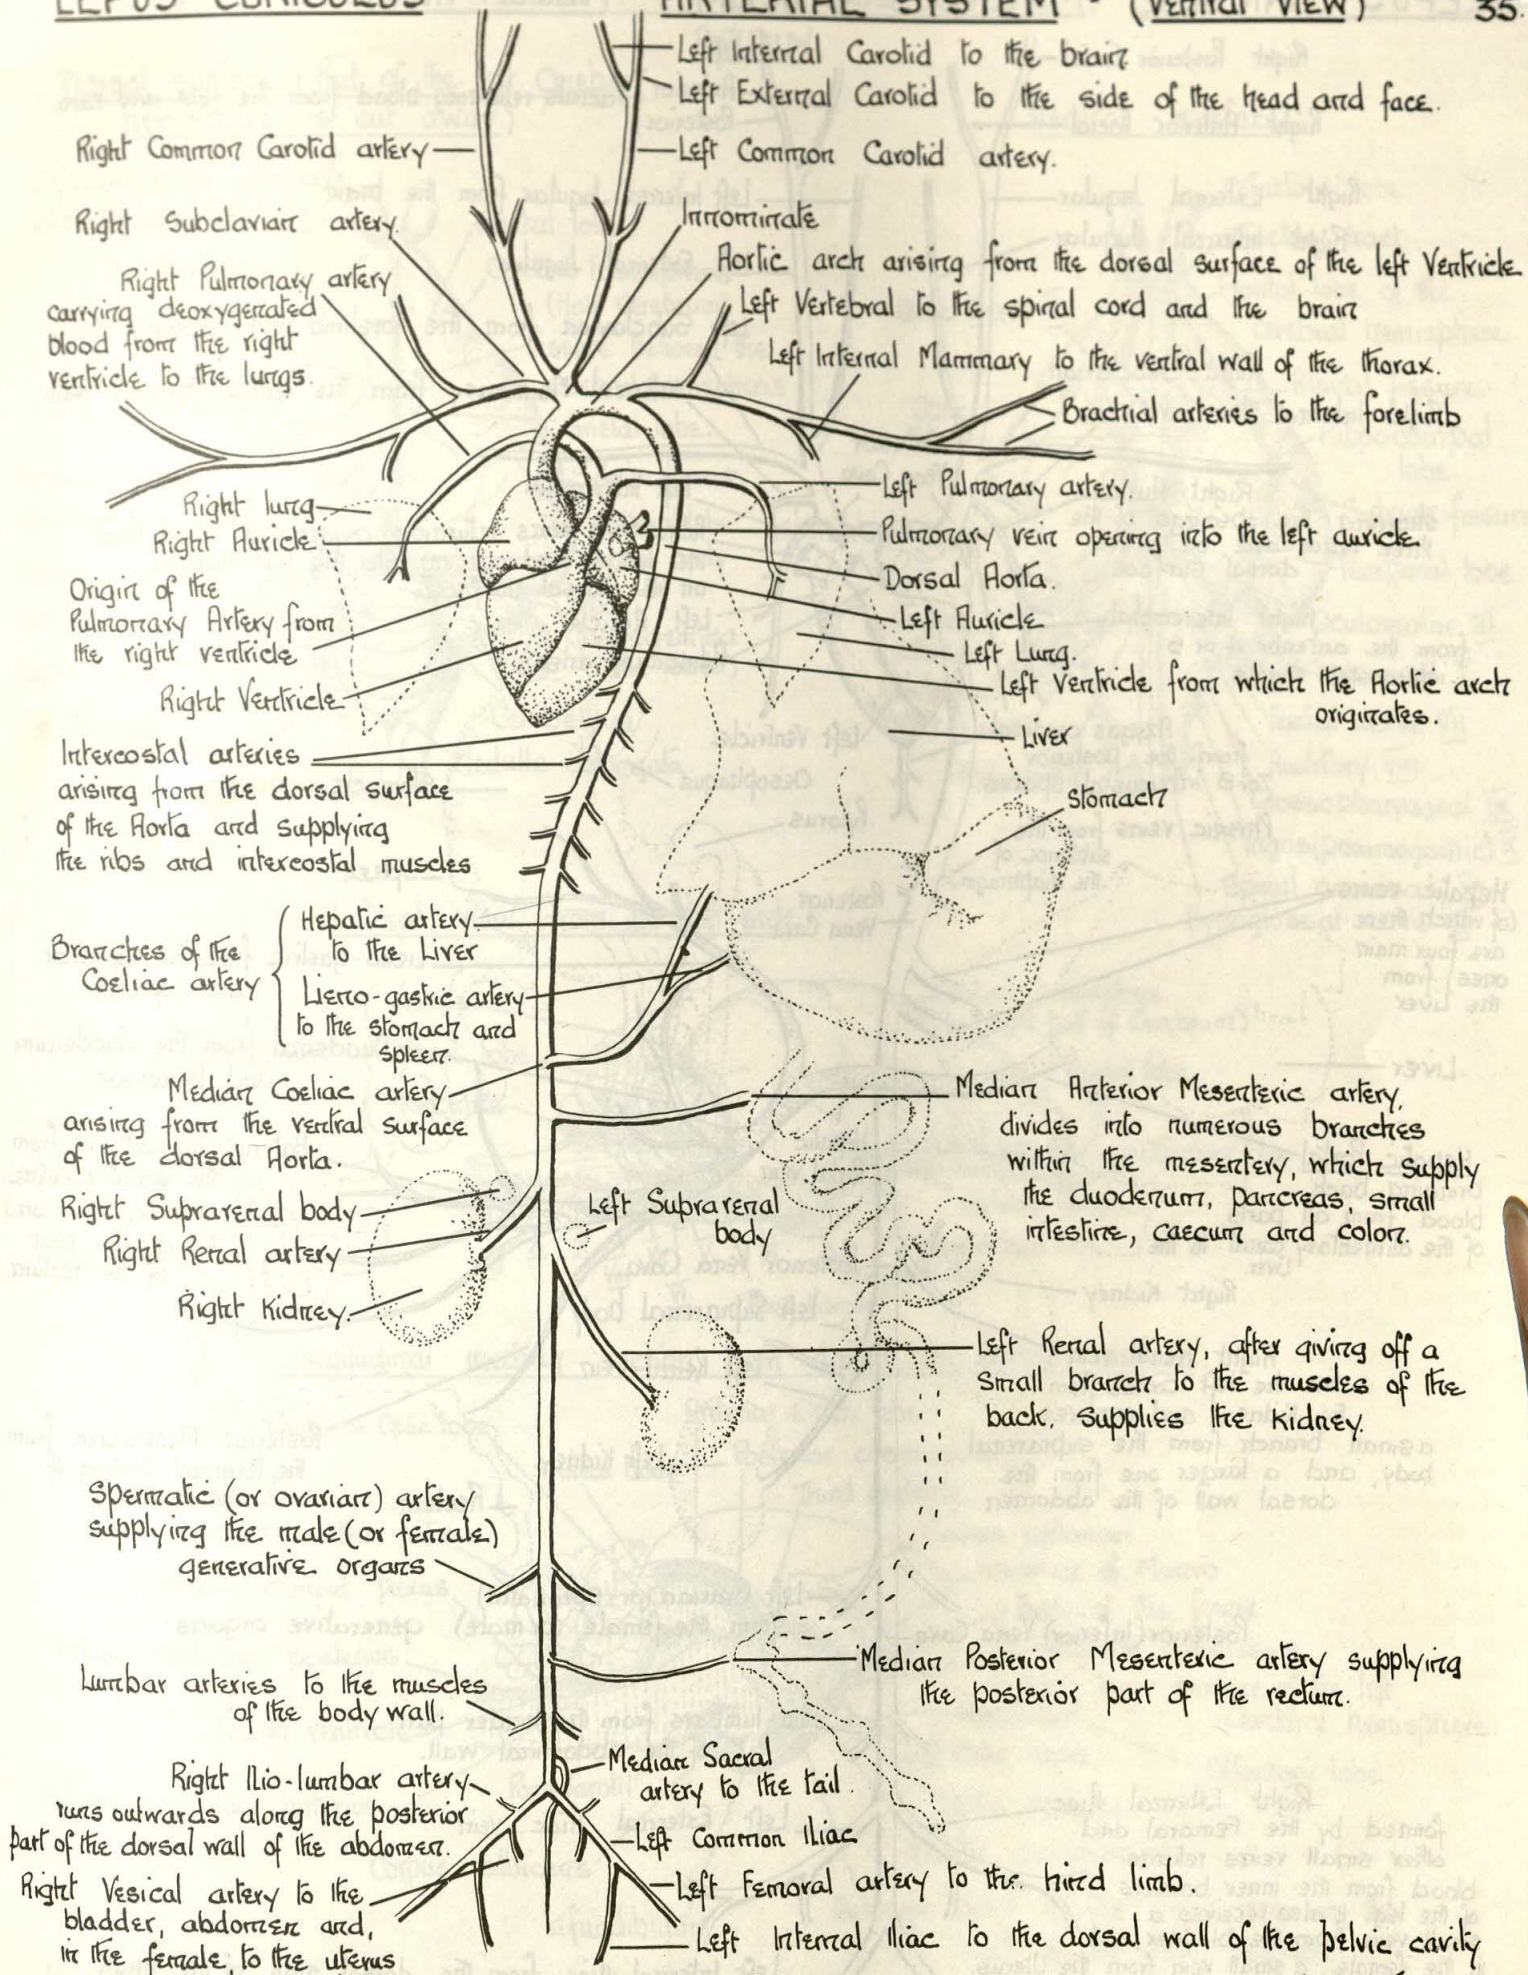 LEPUS CUNICULUS
ARTERIAL SYSTEM - (Ventral View)
35.
Left Internal Carotid to the brain
Left External Carotid to the side of the head and face.
Right Common Carotid artery
Left Common Carotid artery.
Right Subclavian artery.
Innominate
Aortic arch arising from the dorsal surface of the left Ventricle
Right Pulmonary artery
carrying deoxygenated
blood from the right
ventricle to the lungs.
Left Vertebral to the spinal cord and the brain
Left Internal Mammary to the ventral wall of the thorax.
Brachial arteries to the forelimb
Right lung
Right Auricle
Left Pulmonary artery.
Pulmonary vein opening into the left auricle
Dorsal Aorta.
Origin of the
Pulmonary Artery from
the right ventricle
Left Auricle
Left Lung.
Right Ventricle
Left Ventricle from which the Aortic arch
originates.
Liver
Intercostal arteries
arising from the dorsal surface
of the Aorta and supplying
the ribs and intercostal muscles
Stomach
Branches of the
Coeliac artery
Hepatic artery
to the Liver
Lieno-gastric artery
to the stomach and
spleen.
Median Coeliac artery
arising from the ventral surface
of the dorsal Aorta.
Median Anterior Mesenteric artery,
divides into numerous branches
within the mesentery, which supply
the duodenum, pancreas, small
intestine, caecum and colon.
Right Suprarenal body
Right Renal artery
Right Kidney.
Left Suprarenal
body
Left Renal artery, after giving off a
small branch to the muscles of the
back, supplies the kidney.
Spermatic (or ovarian) artery
supplying the male (or female)
generative organs
Median Posterior Mesenteric artery supplying
the posterior part of the rectum.
Lumbar arteries to the muscles
of the body wall.
Median Sacral
artery to the tail.
Right Ilio-lumbar artery
runs outwards along the posterior
part of the dorsal wall of the abdomen.
Left Common Iliac
Right Vesical artery to the
bladder, abdomen and,
in the female, to the uterus
Left Femoral artery to the hind limb.
Left Internal Iliac to the dorsal wall of the pelvic cavity